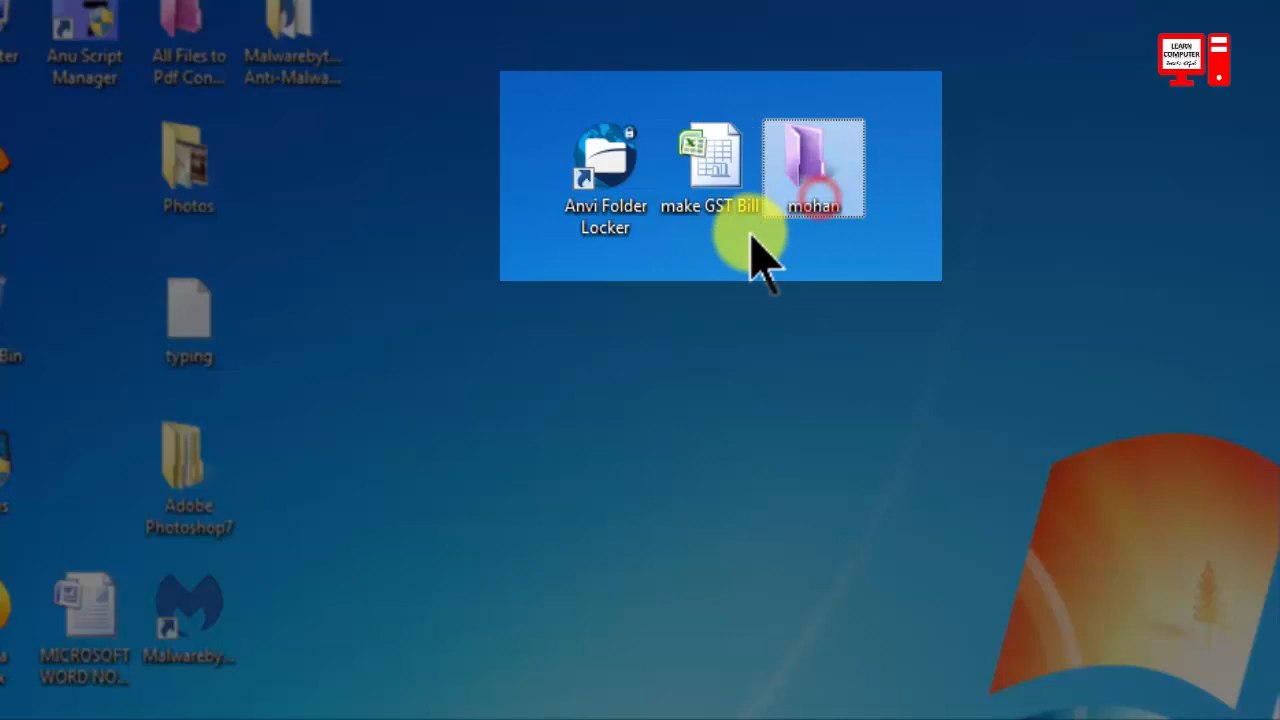 ter
Anu Script
Manager
All Files to
Pdf Con...
Malwarebyt...
Anti-Malwa...
LEARN
COMPUTER
Anvi Folder
Locker
make GST Bill
mohan
Photos
r
Bin
typing
s
Adobe
Photoshop7
a
x
MICROSOFT
WORD NO...
Malwareby...